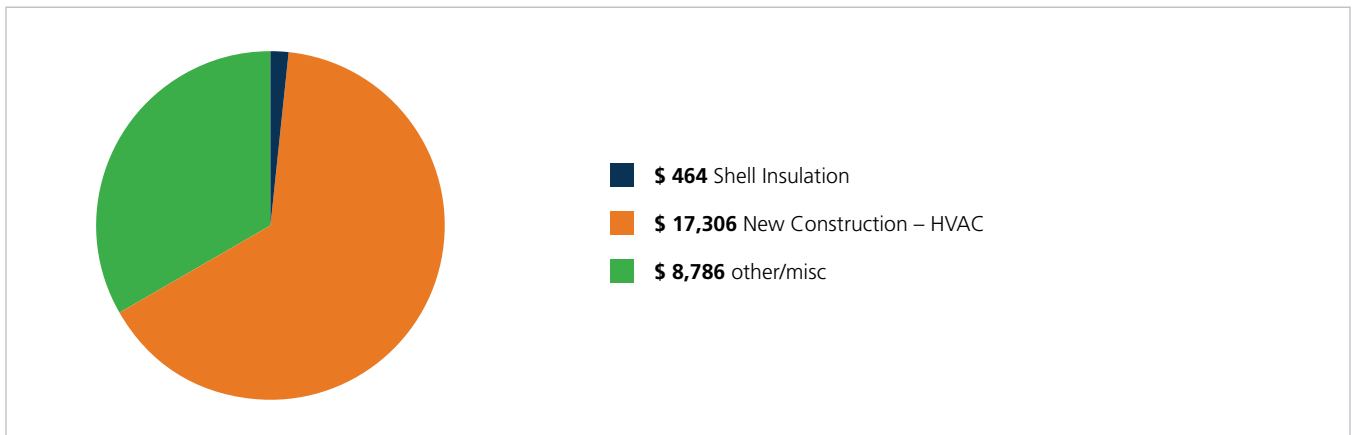 $ 464 Shell Insulation
$ 17,306 New Construction – HVAC
$ 8,786 other/misc